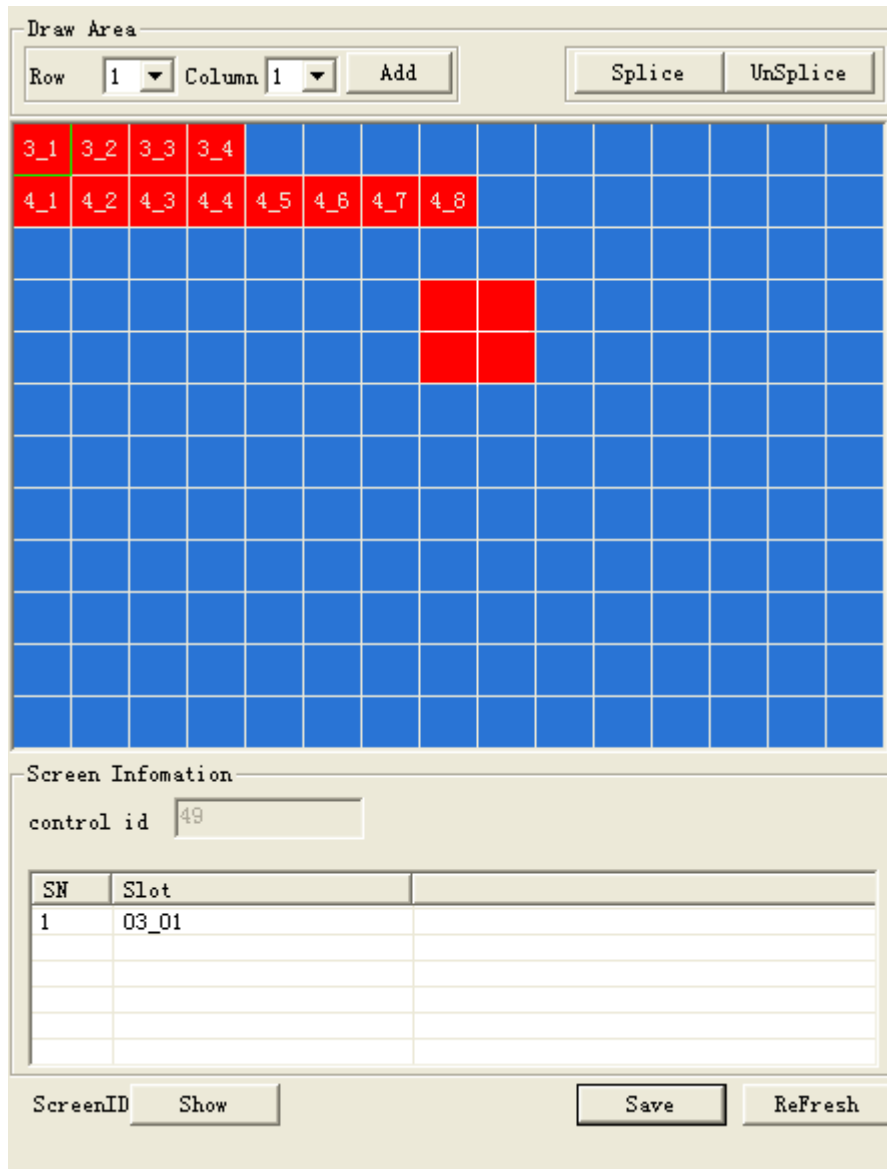 Draw Area
Row 1 Column 1 Add Splice UnSplice
3_1 3_2 3_3 3_4
4_1 4_2 4_3 4_4 4_5 4_6 4_7 4_8
Screen Infomation
control id 49
SN Slot
1 03_01
ScreenID Show Save ReFresh